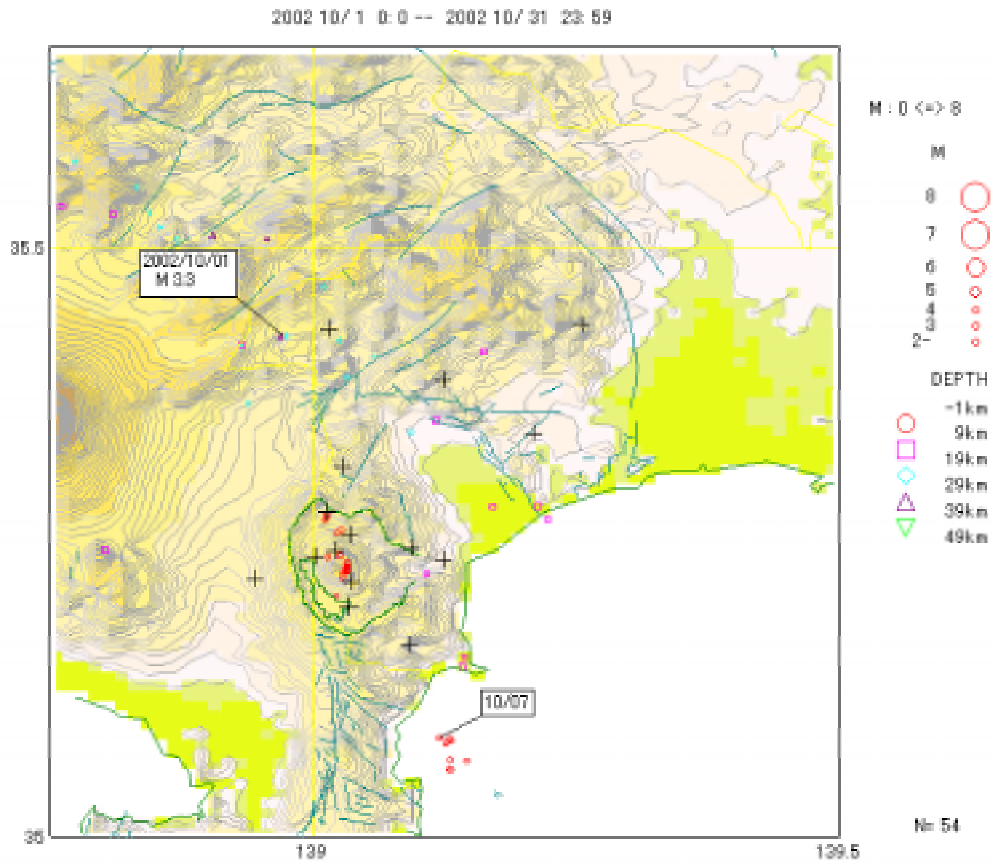 2002 10/ 1 0: 0 -- 2002 10/ 31 23: 59
M : 0 <=> 8
M
8
7
6
5
4
3
2-
35.5
2002/10/01
M 3.3
DEPTH
-1km
9km
19km
29km
39km
49km
10/07
N= 54
35
139
139.5